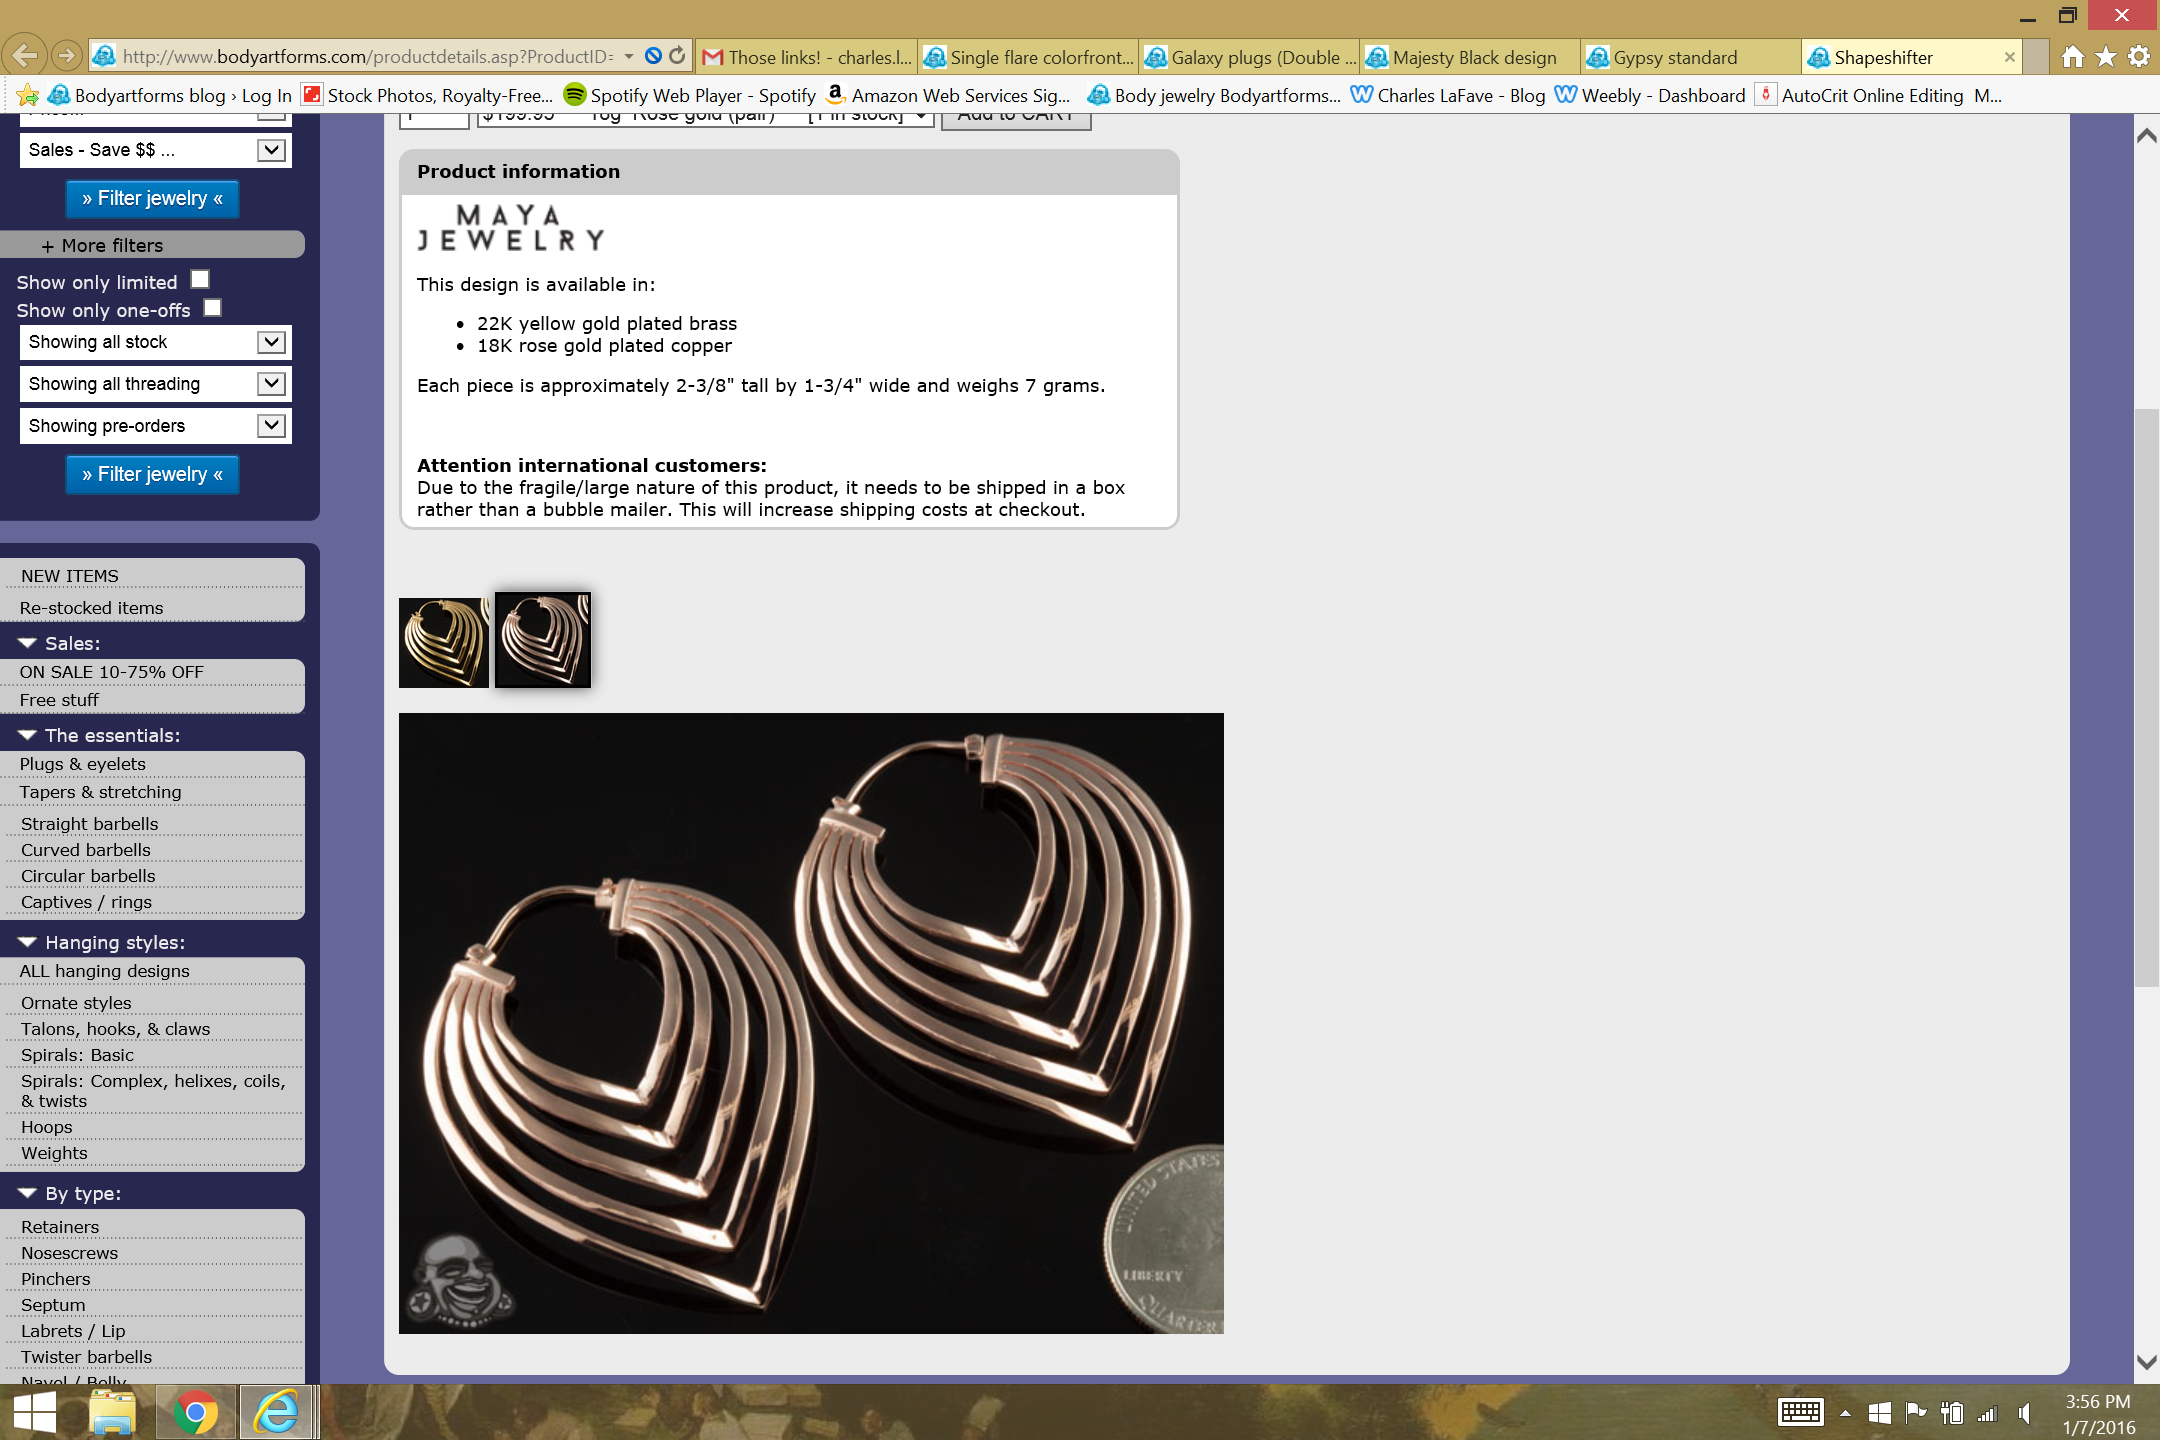 http://www.bodyartforms.com/productdetails.asp?ProductID=
Those links! - charles.l...
Single flare colorfront...
Galaxy plugs (Double ...
Majesty Black design
Gypsy standard
Shapeshifter
Bodyartforms blog › Log In
Stock Photos, Royalty-Free...
Spotify Web Player - Spotify
Amazon Web Services Sig...
Body jewelry Bodyartforms...
Charles LaFave - Blog
Weebly - Dashboard
AutoCrit Online Editing M...
Sales - Save $$ ...
» Filter jewelry «
+ More filters
Show only limited
Show only one-offs
Showing all stock
Showing all threading
Showing pre-orders
» Filter jewelry «
NEW ITEMS
Re-stocked items
Sales:
ON SALE 10-75% OFF
Free stuff
The essentials:
Plugs & eyelets
Tapers & stretching
Straight barbells
Curved barbells
Circular barbells
Captives / rings
Hanging styles:
ALL hanging designs
Ornate styles
Talons, hooks, & claws
Spirals: Basic
Spirals: Complex, helixes, coils,
& twists
Hoops
Weights
By type:
Retainers
Nosescrews
Pinchers
Septum
Labrets / Lip
Twister barbells
Navel / Belly
$199.95 18g Rose gold (pair) [1 in stock]
Add to CART
Product information
MAYA
JEWELRY
This design is available in:
• 22K yellow gold plated brass
• 18K rose gold plated copper
Each piece is approximately 2-3/8" tall by 1-3/4" wide and weighs 7 grams.
Attention international customers:
Due to the fragile/large nature of this product, it needs to be shipped in a box
rather than a bubble mailer. This will increase shipping costs at checkout.
UNITED STATES
LIBERTY
QUARTER
3:56 PM
1/7/2016